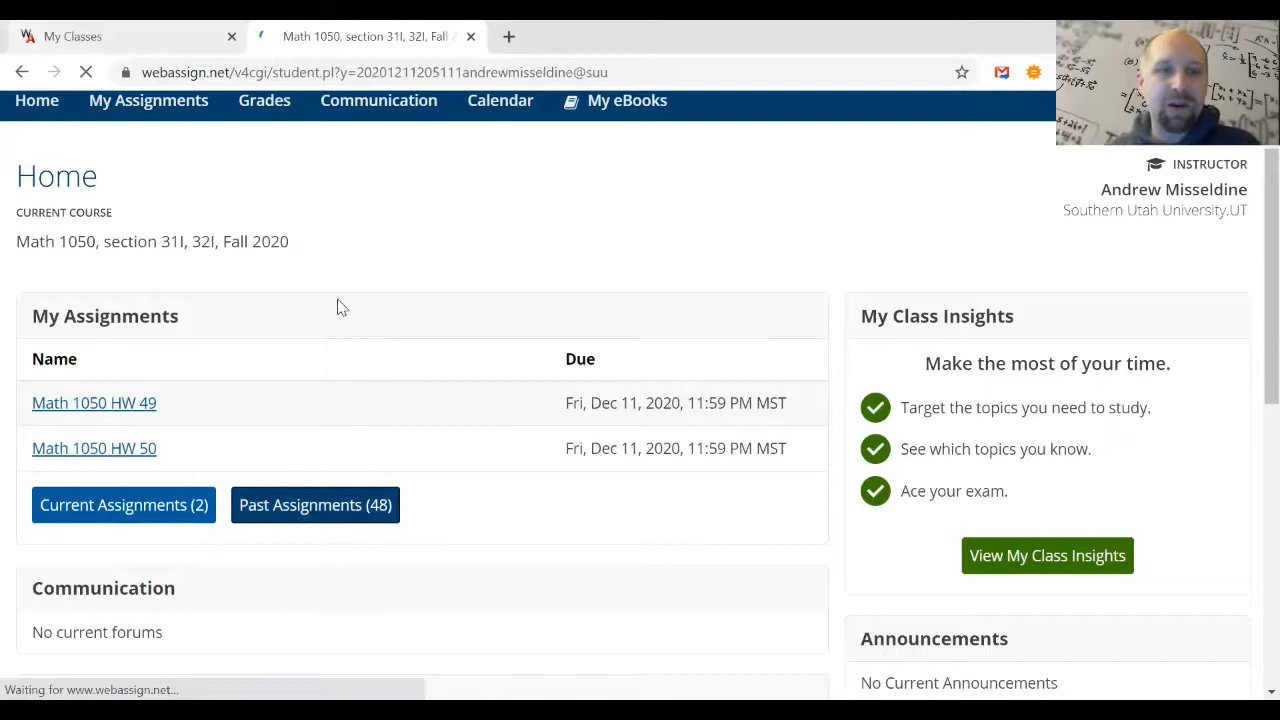 My Classes
Math 1050, section 31I, 32I, Fall 2
webassign.net/v4cgi/student.pl?y=20201211205111andrewmisseldine@suu
Home My Assignments Grades Communication Calendar My eBooks
INSTRUCTOR
Andrew Misseldine
Southern Utah University.UT
Home
CURRENT COURSE
Math 1050, section 31I, 32I, Fall 2020
My Assignments
Name Due
Math 1050 HW 49 Fri, Dec 11, 2020, 11:59 PM MST
Math 1050 HW 50 Fri, Dec 11, 2020, 11:59 PM MST
Current Assignments (2) Past Assignments (48)
Communication
No current forums
My Class Insights
Make the most of your time.
Target the topics you need to study.
See which topics you know.
Ace your exam.
View My Class Insights
Announcements
No Current Announcements
Waiting for www.webassign.net...